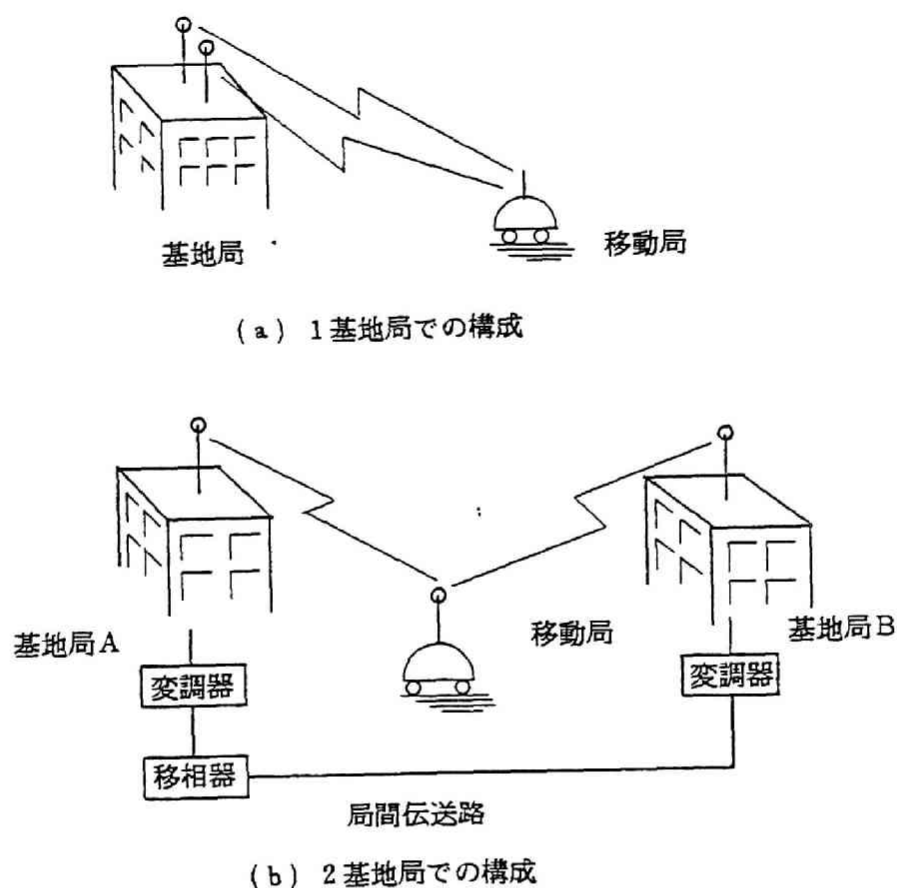 基地局
移動局
(a) 1基地局での構成
基地局A
移動局
基地局B
変調器
変調器
移相器
局間伝送路
(b) 2基地局での構成